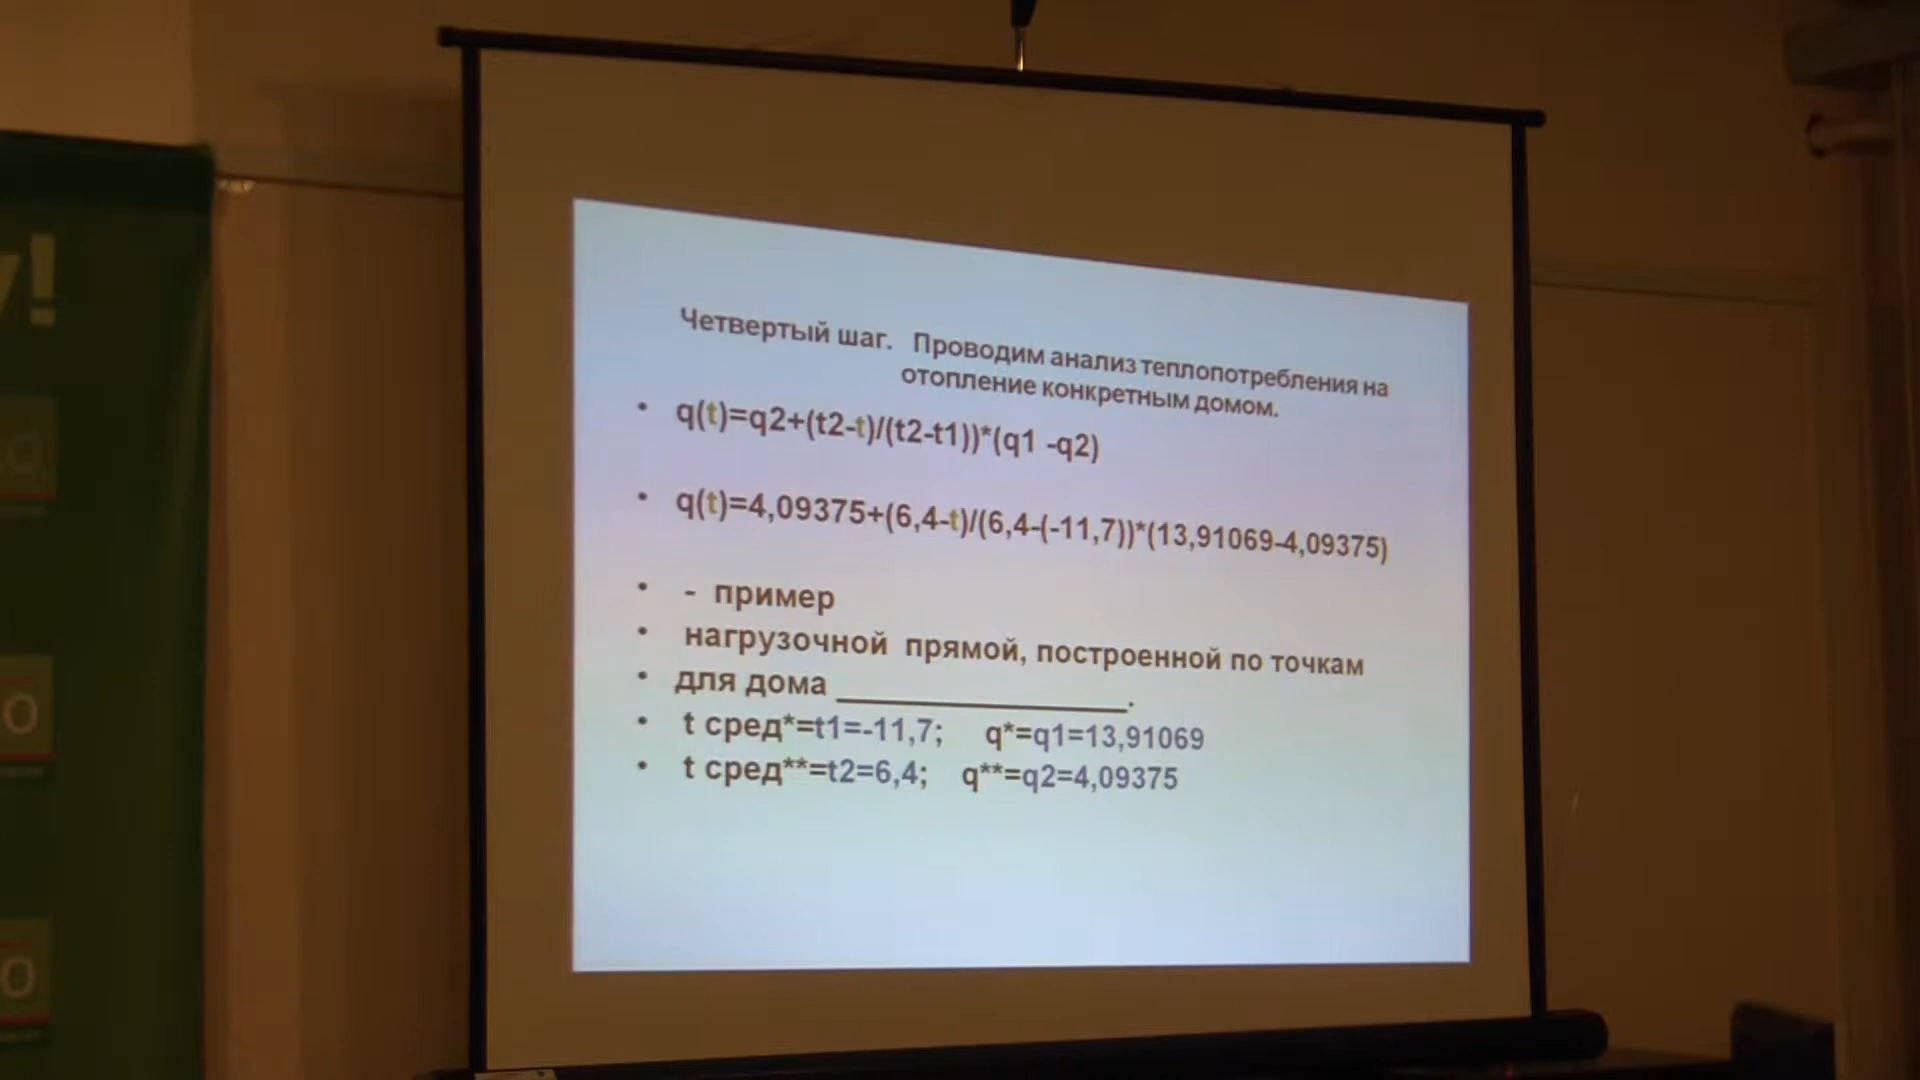 у!
Четвертый шаг. Проводим анализ теплопотребления на
отопление конкретным домом.
• q(t)=q2+(t2-t)/(t2-t1))*(q1 -q2)
• q(t)=4,09375+(6,4-t)/(6,4-(-11,7))*(13,91069-4,09375)
• - пример
• нагрузочной прямой, построенной по точкам
• для дома _________________.
• t сред*=t1=-11,7; q*=q1=13,91069
• t сред**=t2=6,4; q**=q2=4,09375